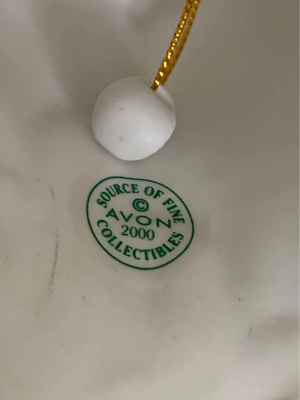 SOURCE OF FINE
©
AVON
2000
COLLECTIBLES